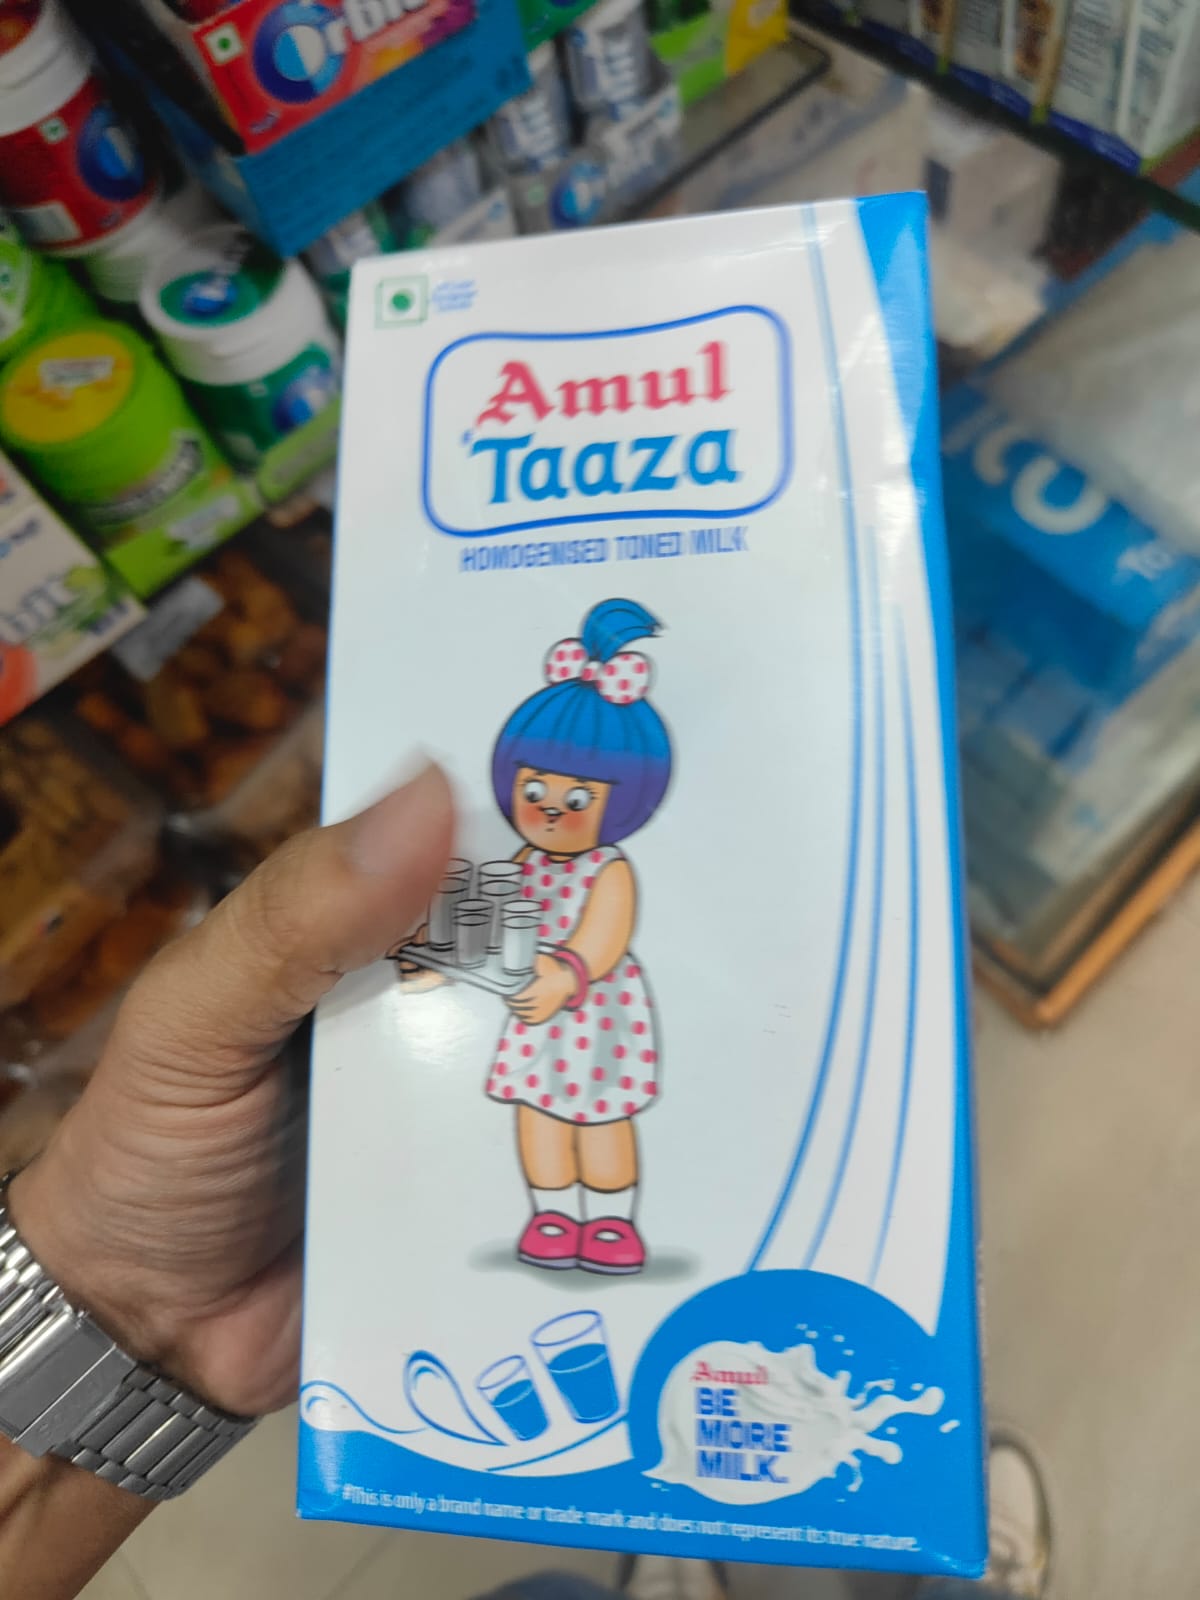 Orbit
Amul
#Taaza
HOMOGENISED TONED MILK
Amul
BE
MORE
MILK.
#This is only a brand name or trade mark and does not represent its true nature.